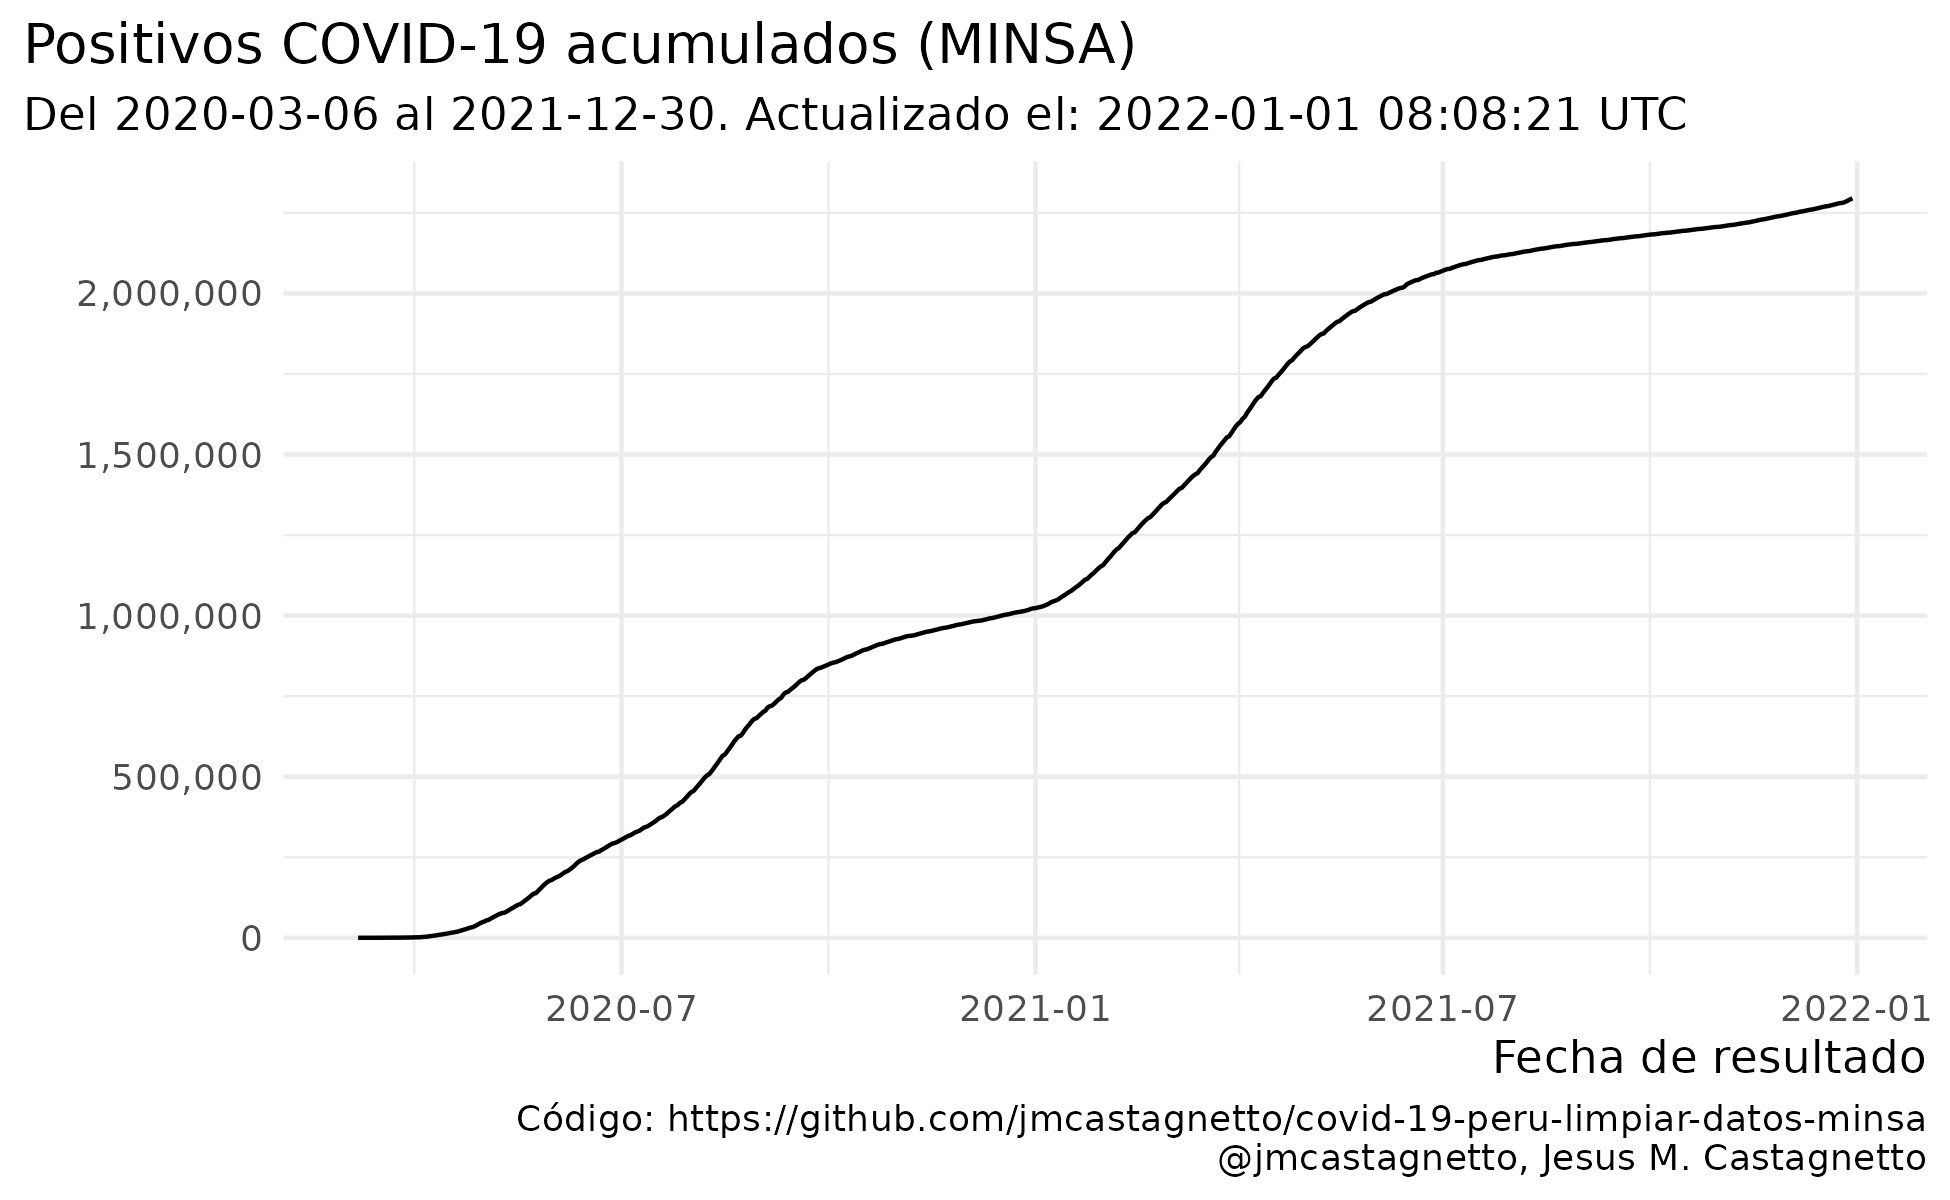 Positivos COVID-19 acumulados (MINSA)
Del 2020-03-06 al 2021-12-30. Actualizado el: 2022-01-01 08:08:21 UTC
2,000,000
1,500,000
1,000,000
500,000
0
2020-07 2021-01 2021-07 2022-01
Fecha de resultado
Código: https://github.com/jmcastagnetto/covid-19-peru-limpiar-datos-minsa
@jmcastagnetto, Jesus M. Castagnetto